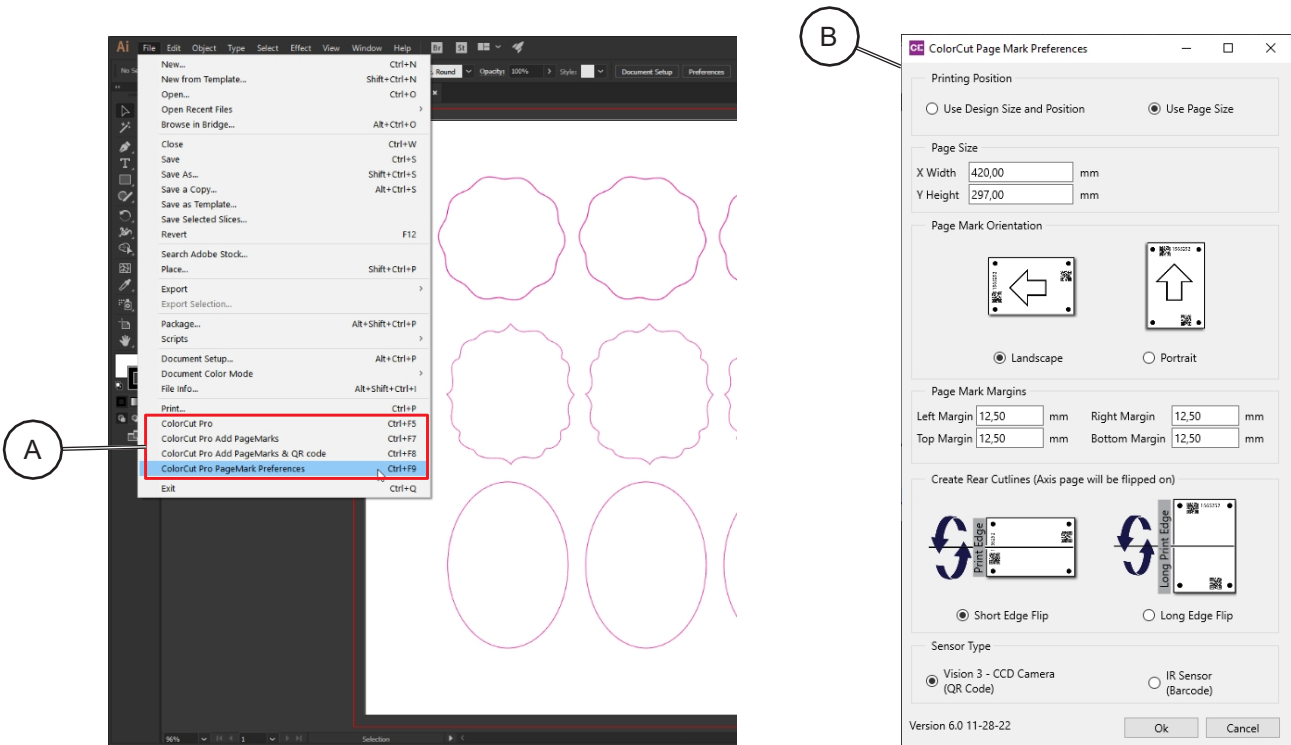 A
B
Ai File Edit Object Type Select Effect View Window Help Br St
No Se
Round Opacity: 100% Style: Document Setup Preferences
New... Ctrl+N
New from Template... Shift+Ctrl+N
Open... Ctrl+O
Open Recent Files
Browse in Bridge... Alt+Ctrl+O
Close Ctrl+W
Save Ctrl+S
Save As... Shift+Ctrl+S
Save a Copy... Alt+Ctrl+S
Save as Template...
Save Selected Slices...
Revert F12
Search Adobe Stock...
Place... Shift+Ctrl+P
Export
Export Selection...
Package... Alt+Shift+Ctrl+P
Scripts
Document Setup... Alt+Ctrl+P
Document Color Mode
File Info... Alt+Shift+Ctrl+I
Print... Ctrl+P
ColorCut Pro Ctrl+F5
ColorCut Pro Add PageMarks Ctrl+F7
ColorCut Pro Add PageMarks & QR code Ctrl+F8
ColorCut Pro PageMark Preferences Ctrl+F9
Exit Ctrl+Q
96% 1 Selection
CE ColorCut Page Mark Preferences
Printing Position
Use Design Size and Position Use Page Size
Page Size
X Width 420,00 mm
Y Height 297,00 mm
Page Mark Orientation
Landscape Portrait
Page Mark Margins
Left Margin 12,50 mm Right Margin 12,50 mm
Top Margin 12,50 mm Bottom Margin 12,50 mm
Create Rear Cutlines (Axis page will be flipped on)
Print Edge
Long Print Edge
Short Edge Flip Long Edge Flip
Sensor Type
Vision 3 - CCD Camera
(QR Code)
IR Sensor
(Barcode)
Version 6.0 11-28-22 Ok Cancel